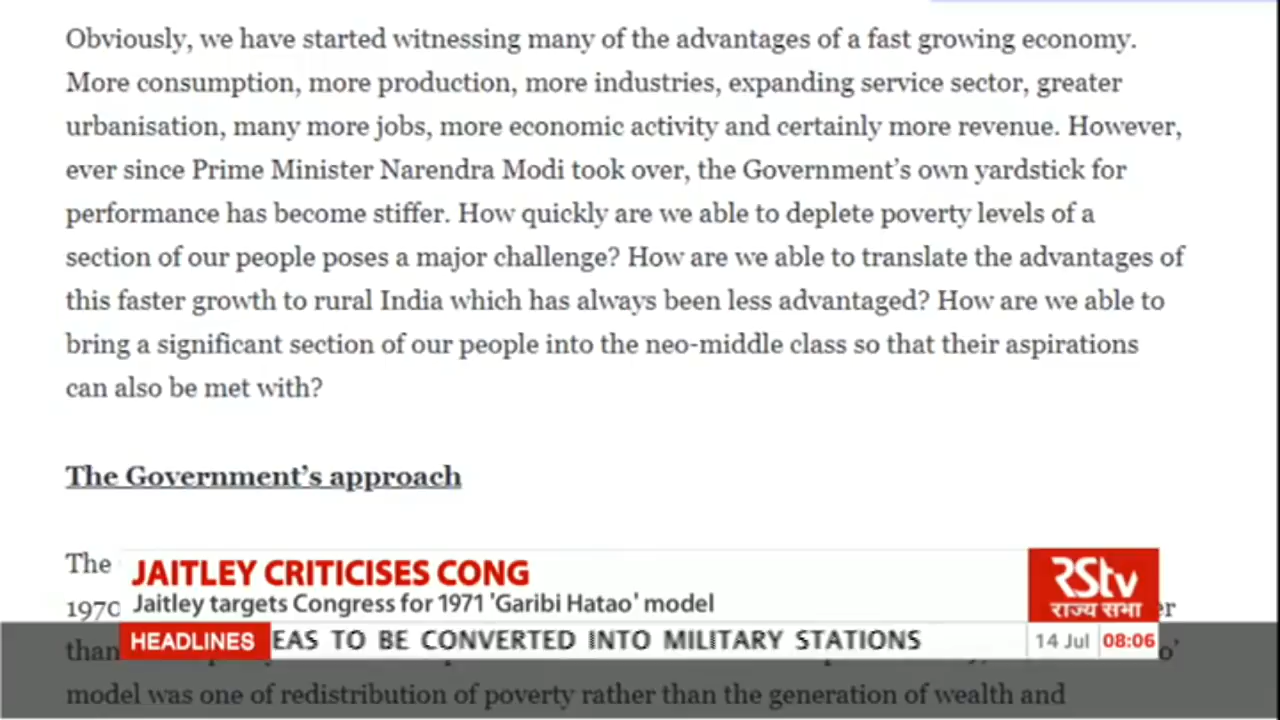 Obviously, we have started witnessing many of the advantages of a fast growing economy.
More consumption, more production, more industries, expanding service sector, greater
urbanisation, many more jobs, more economic activity and certainly more revenue. However,
ever since Prime Minister Narendra Modi took over, the Government's own yardstick for
performance has become stiffer. How quickly are we able to deplete poverty levels of a
section of our people poses a major challenge? How are we able to translate the advantages of
this faster growth to rural India which has always been less advantaged? How are we able to
bring a significant section of our people into the neo-middle class so that their aspirations
can also be met with?
The Government's approach
The
JAITLEY CRITICISES CONG
RStv
Jaitley targets Congress for 1971 'Garibi Hatao' model
राज्य सभा
HEADLINES EAS TO BE CONVERTED INTO MILITARY STATIONS
14 Jul 08:06
than
model was one of redistribution of poverty rather than the generation of wealth and